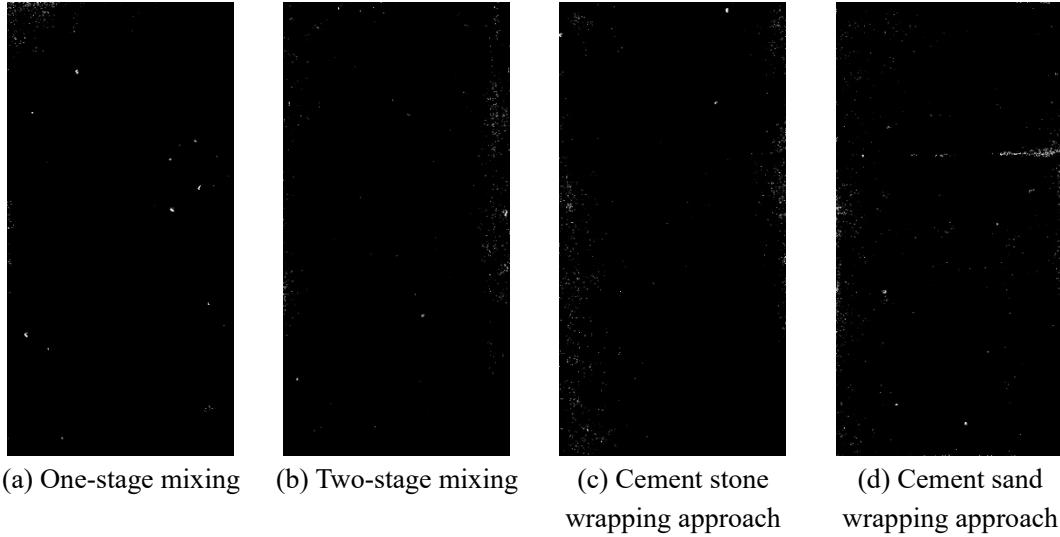 (a) One-stage mixing
(b) Two-stage mixing
(c) Cement stone
wrapping approach
(d) Cement sand
wrapping approach